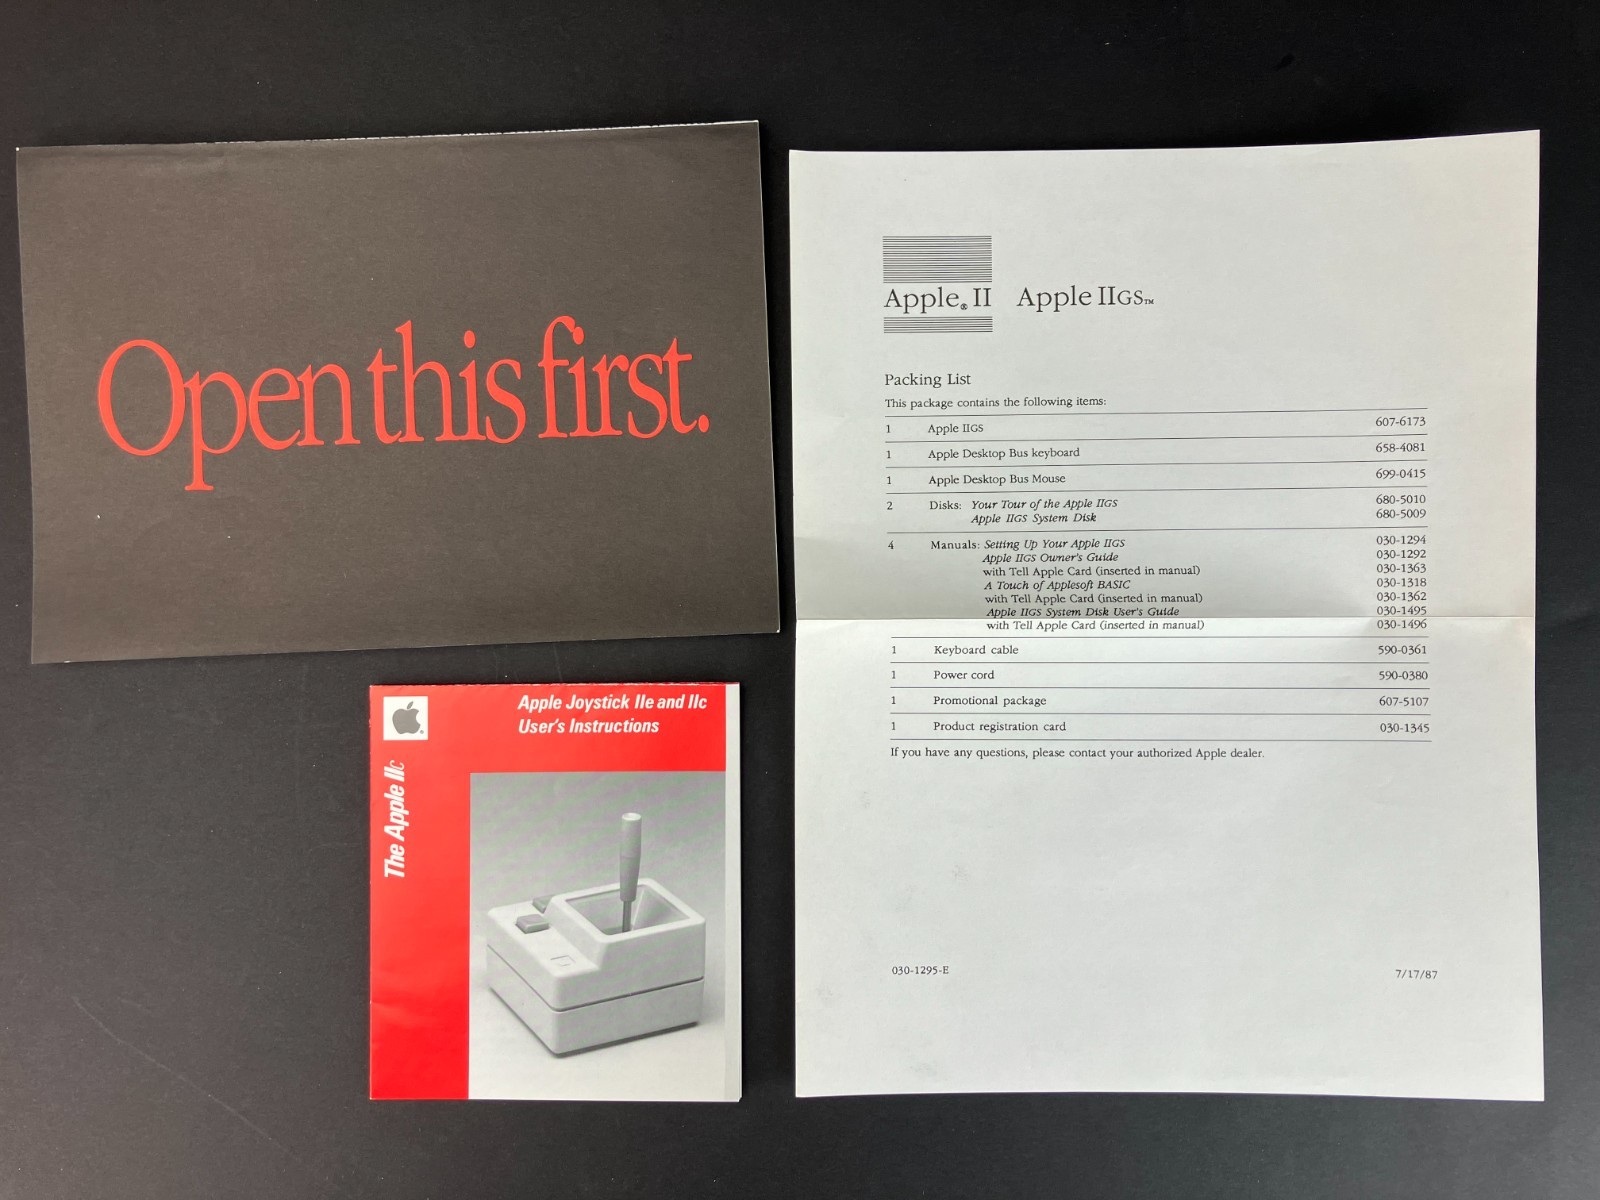 Open this first.
Apple Joystick IIe and IIc
User's Instructions
The Apple IIc
Apple® II Apple IIGS™
Packing List
This package contains the following items:
1 Apple IIGS 607-6173
1 Apple Desktop Bus keyboard 658-4081
1 Apple Desktop Bus Mouse 699-0415
2 Disks: Your Tour of the Apple IIGS 680-5010
Apple IIGS System Disk 680-5009
4 Manuals: Setting Up Your Apple IIGS 030-1294
Apple IIGS Owner's Guide 030-1292
with Tell Apple Card (inserted in manual) 030-1363
A Touch of Applesoft BASIC 030-1318
with Tell Apple Card (inserted in manual) 030-1362
Apple IIGS System Disk User's Guide 030-1495
with Tell Apple Card (inserted in manual) 030-1496
1 Keyboard cable 590-0361
1 Power cord 590-0380
1 Promotional package 607-5107
1 Product registration card 030-1345
If you have any questions, please contact your authorized Apple dealer.
030-1295-E 7/17/87